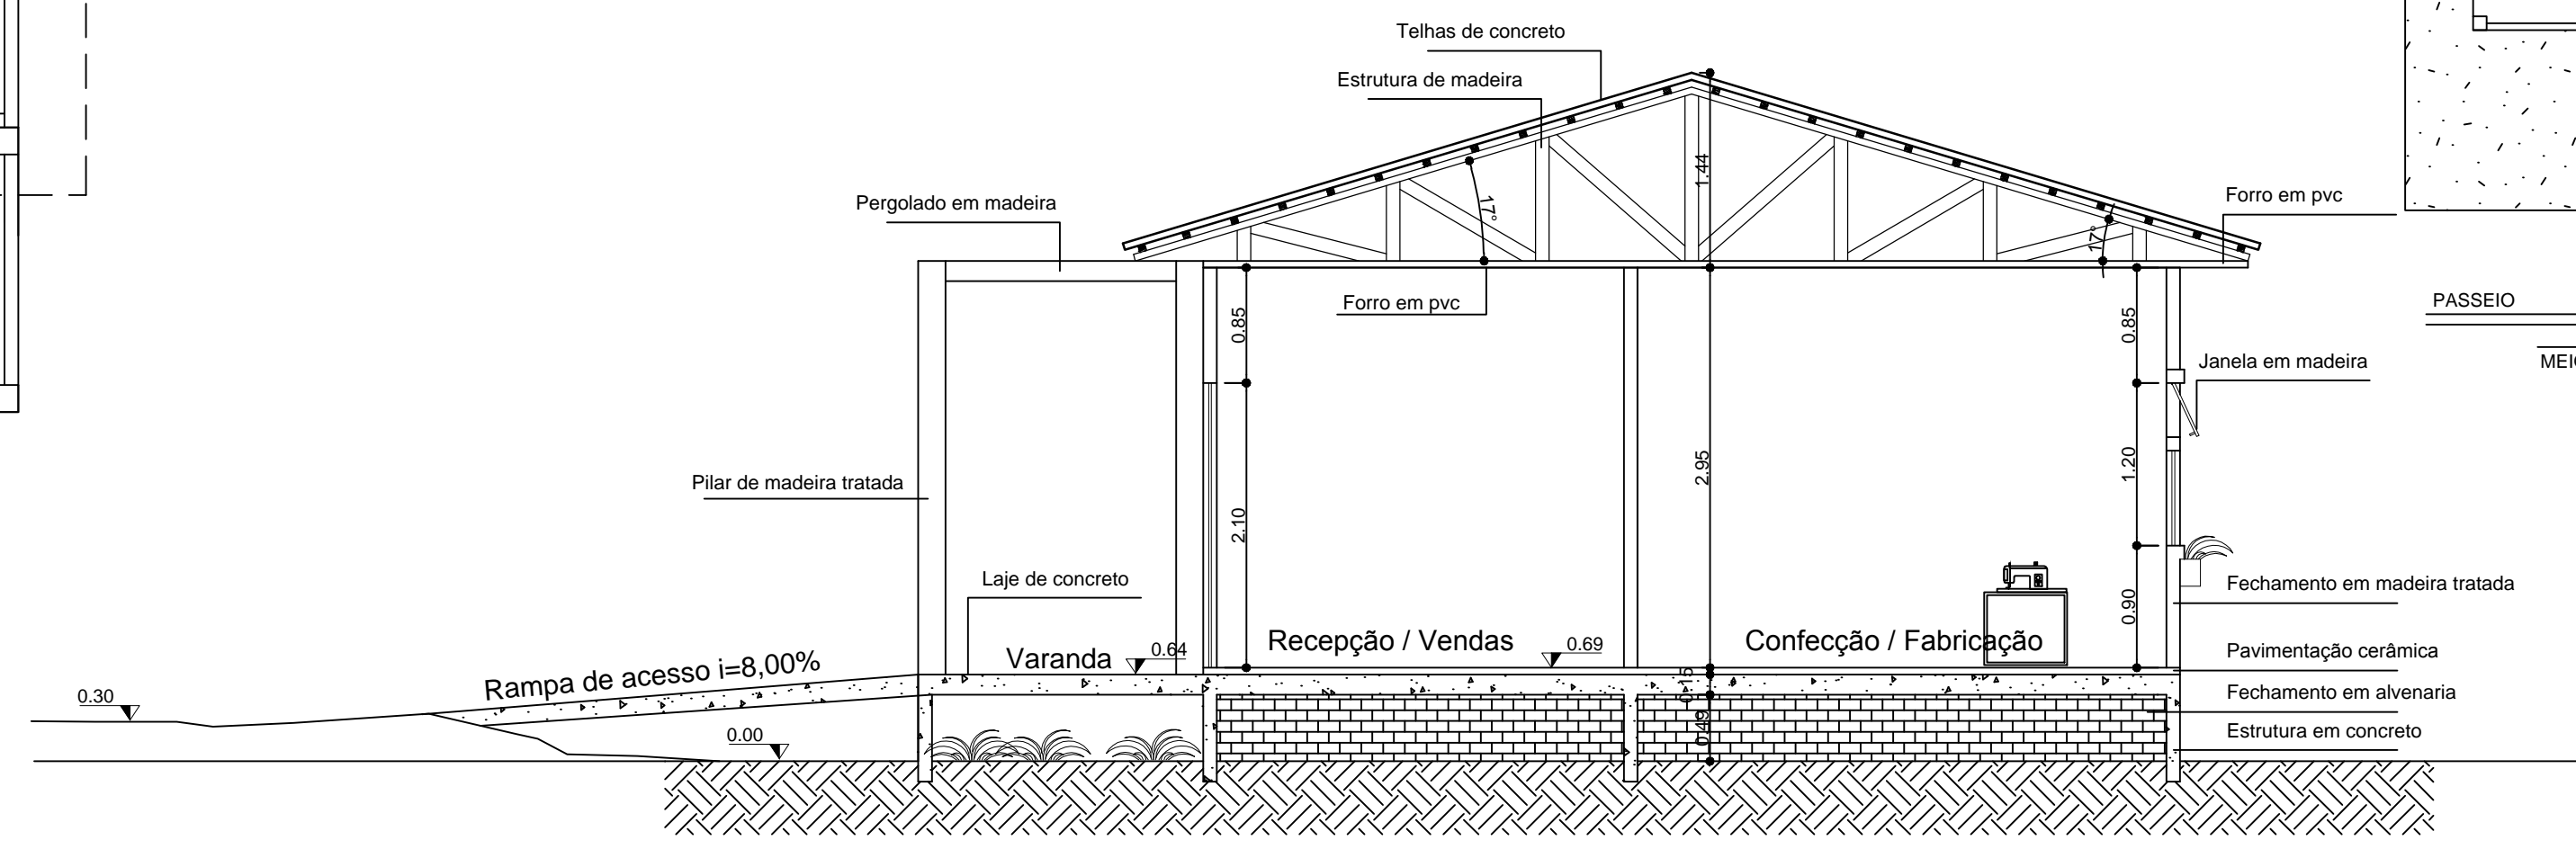 Telhas de concreto
Estrutura de madeira
1.44
17°
17°
Pergolado em madeira
Forro em pvc
Forro em pvc
PASSEIO
0.85
0.85
Janela em madeira
2.95
1.20
Pilar de madeira tratada
2.10
Laje de concreto
Fechamento em madeira tratada
0.90
Recepção / Vendas
0.69
Confecção / Fabricação
Varanda
0.64
Pavimentação cerâmica
Rampa de acesso i=8,00%
0.15
0.30
Fechamento em alvenaria
0.49
0.00
Estrutura em concreto